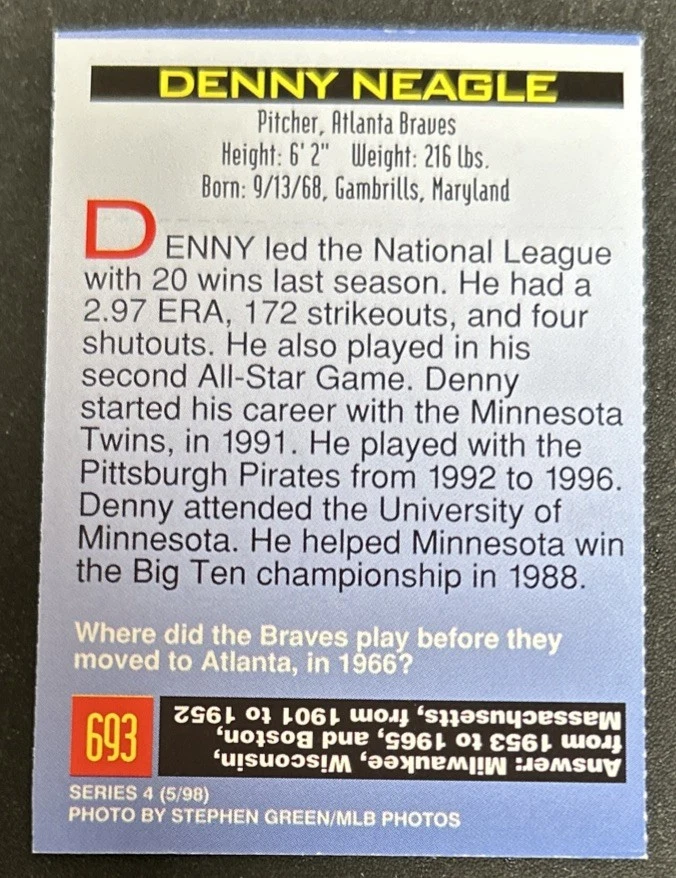 DENNY NEAGLE
Pitcher, Atlanta Braves
Height: 6' 2" Weight: 216 lbs.
Born: 9/13/68, Gambrills, Maryland
DENNY led the National League
with 20 wins last season. He had a
2.97 ERA, 172 strikeouts, and four
shutouts. He also played in his
second All-Star Game. Denny
started his career with the Minnesota
Twins, in 1991. He played with the
Pittsburgh Pirates from 1992 to 1996.
Denny attended the University of
Minnesota. He helped Minnesota win
the Big Ten championship in 1988.
Where did the Braves play before they
moved to Atlanta, in 1966?
693
Answer: Milwaukee, Wisconsin,
from 1953 to 1965, and Boston,
Massachusetts, from 1901 to 1952
SERIES 4 (5/98)
PHOTO BY STEPHEN GREEN/MLB PHOTOS